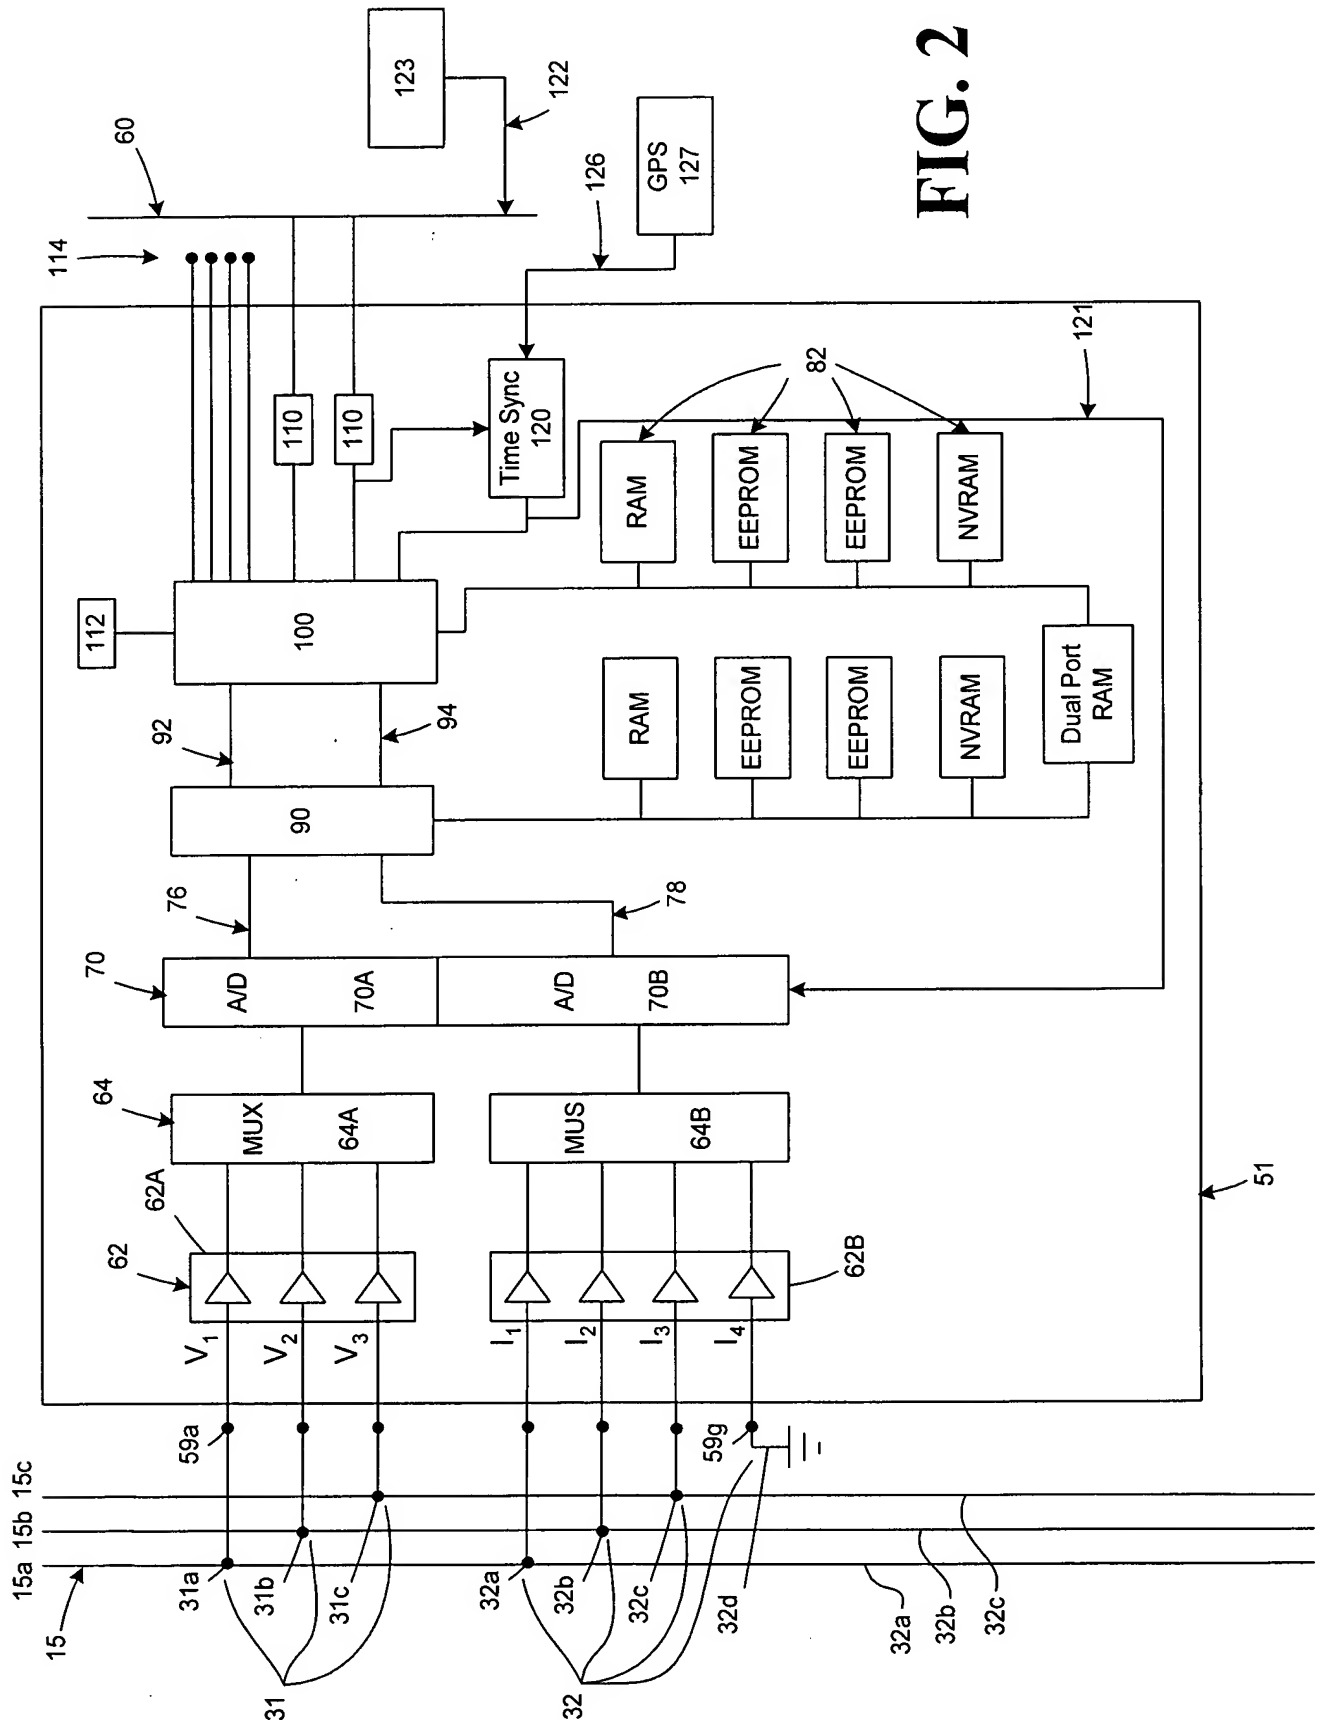 FIG. 2
123
122
60
GPS
127
126
114
121
82
Time Sync
120
110
110
112
100
RAM
EEPROM
EEPROM
NVRAM
92
94
90
RAM
EEPROM
EEPROM
NVRAM
Dual Port
RAM
76
78
70
A/D
70A
A/D
70B
64
MUX
64A
MUS
64B
51
62
62A
62B
V1
V2
V3
I1
I2
I3
I4
59a
59g
15c
15b
15a
15
31a
31b
31c
32a
32b
32c
32d
32a
32b
32c
31
32